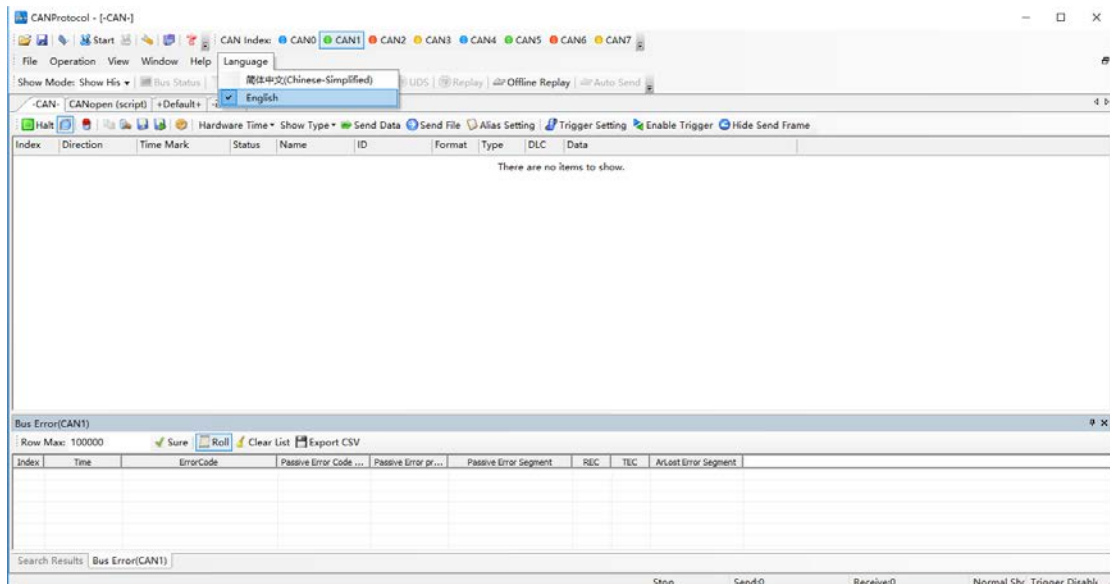 CANProtocol - [-CAN-]
Start CAN Index: CAN0 CAN1 CAN2 CAN3 CAN4 CAN5 CAN6 CAN7
File Operation View Window Help Language
简体中文(Chinese-Simplified)
English
Show Mode: Show His Bus Status UDS Replay Offline Replay Auto Send
-CAN- CANopen (script) +Default+
Halt Hardware Time Show Type Send Data Send File Alias Setting Trigger Setting Enable Trigger Hide Send Frame
Index Direction Time Mark Status Name ID Format Type DLC Data
There are no items to show.
Bus Error(CAN1)
Row Max: 100000 Sure Roll Clear List Export CSV
Index Time ErrorCode Passive Error Code ... Passive Error pr... Passive Error Segment REC TEC ArLost Error Segment
Search Results Bus Error(CAN1)
Stop Send:0 Receive:0 Normal Trigger